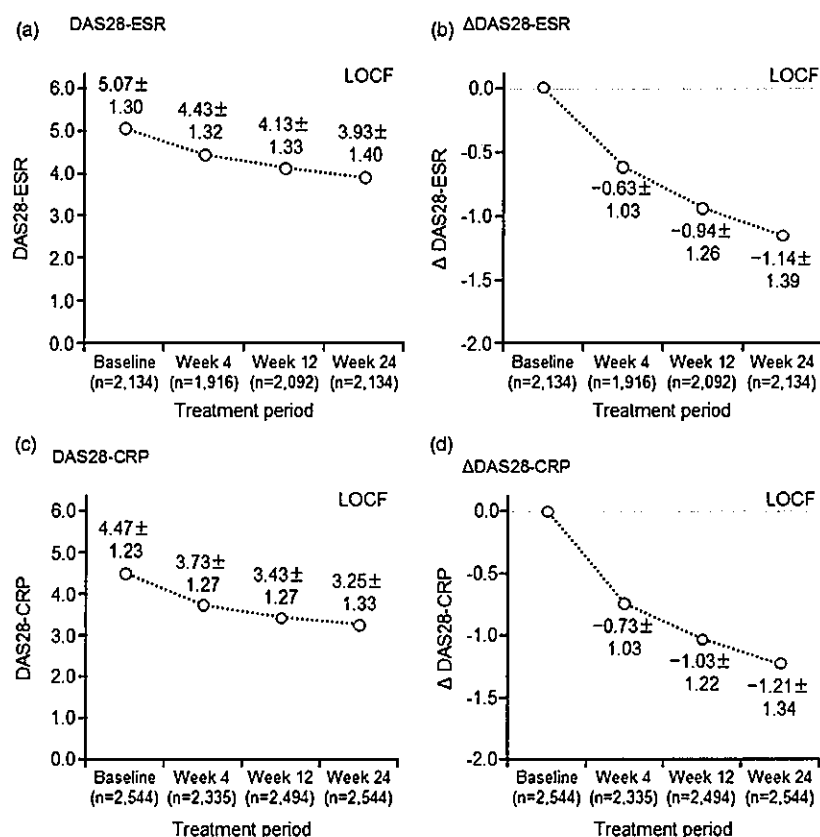 (a) DAS28-ESR
LOCF
6.0
5.0
4.0
3.0
2.0
1.0
0.0
DAS28-ESR
5.07±
1.30
4.43±
1.32
4.13±
1.33
3.93±
1.40
Baseline Week 4 Week 12 Week 24
(n=2,134) (n=1,916) (n=2,092) (n=2,134)
Treatment period
(b) ΔDAS28-ESR
LOCF
0.0
-0.5
-1.0
-1.5
-2.0
Δ DAS28-ESR
−0.63±
1.03
−0.94±
1.26
−1.14±
1.39
Baseline Week 4 Week 12 Week 24
(n=2,134) (n=1,916) (n=2,092) (n=2,134)
Treatment period
(c) DAS28-CRP
LOCF
6.0
5.0
4.0
3.0
2.0
1.0
0.0
DAS28-CRP
4.47±
1.23
3.73±
1.27
3.43±
1.27
3.25±
1.33
Baseline Week 4 Week 12 Week 24
(n=2,544) (n=2,335) (n=2,494) (n=2,544)
Treatment period
(d) ΔDAS28-CRP
LOCF
0.0
-0.5
-1.0
-1.5
-2.0
Δ DAS28-CRP
−0.73±
1.03
−1.03±
1.22
−1.21±
1.34
Baseline Week 4 Week 12 Week 24
(n=2,544) (n=2,335) (n=2,494) (n=2,544)
Treatment period